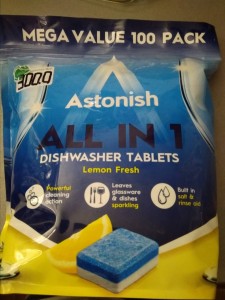 MEGA VALUE 100 PACK
Astonish
ALL IN 1
DISHWASHER TABLETS
Lemon Fresh
Powerful
cleaning
action
Leaves
glassware
& dishes
sparkling
Built in
salt &
rinse aid